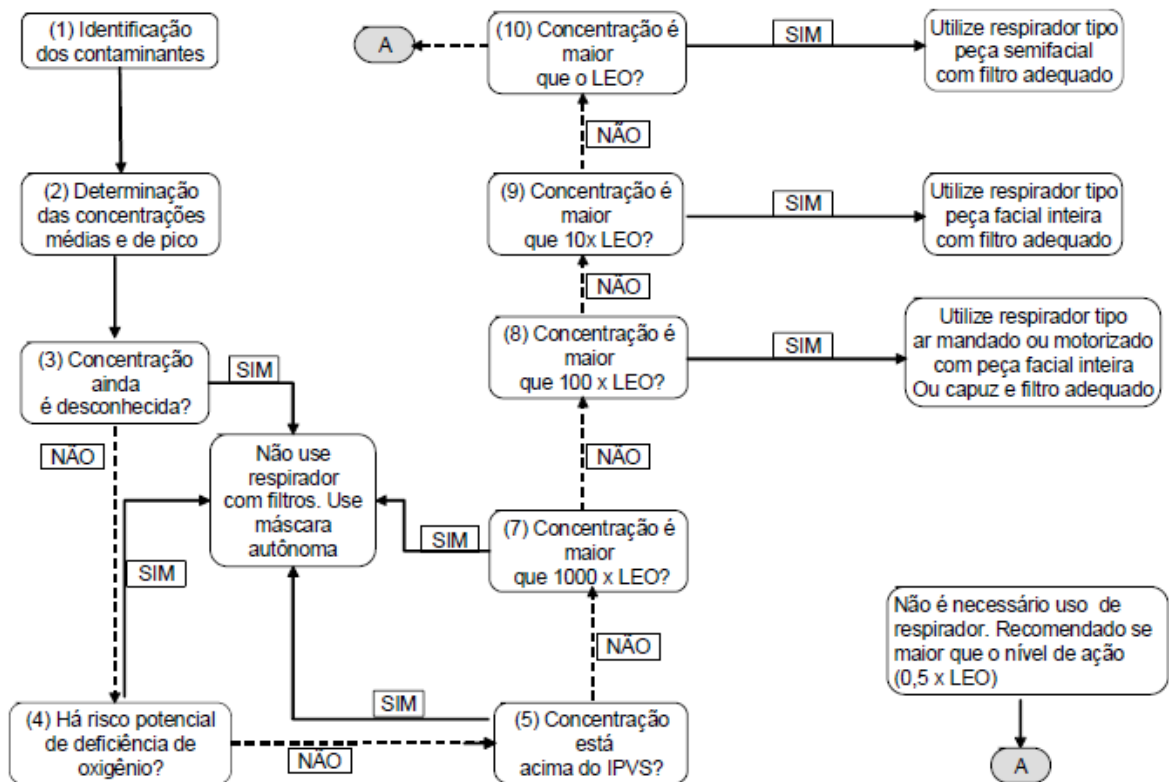 (1) Identificação
dos contaminantes
(2) Determinação
das concentrações
médias e de pico
(3) Concentração
ainda
é desconhecida?
SIM
NÃO
Não use
respirador
com filtros. Use
máscara
autônoma
SIM
(4) Há risco potencial
de deficiência de
oxigênio?
NÃO
SIM
(5) Concentração
está
acima do IPVS?
NÃO
SIM
(7) Concentração é
maior
que 1000 x LEO?
NÃO
(8) Concentração é
maior
que 100 x LEO?
SIM
Utilize respirador tipo
ar mandado ou motorizado
com peça facial inteira
Ou capuz e filtro adequado
NÃO
(9) Concentração é
maior
que 10x LEO?
SIM
Utilize respirador tipo
peça facial inteira
com filtro adequado
NÃO
(10) Concentração é
maior
que o LEO?
SIM
Utilize respirador tipo
peça semifacial
com filtro adequado
A
Não é necessário uso de
respirador. Recomendado se
maior que o nível de ação
(0,5 x LEO)
A